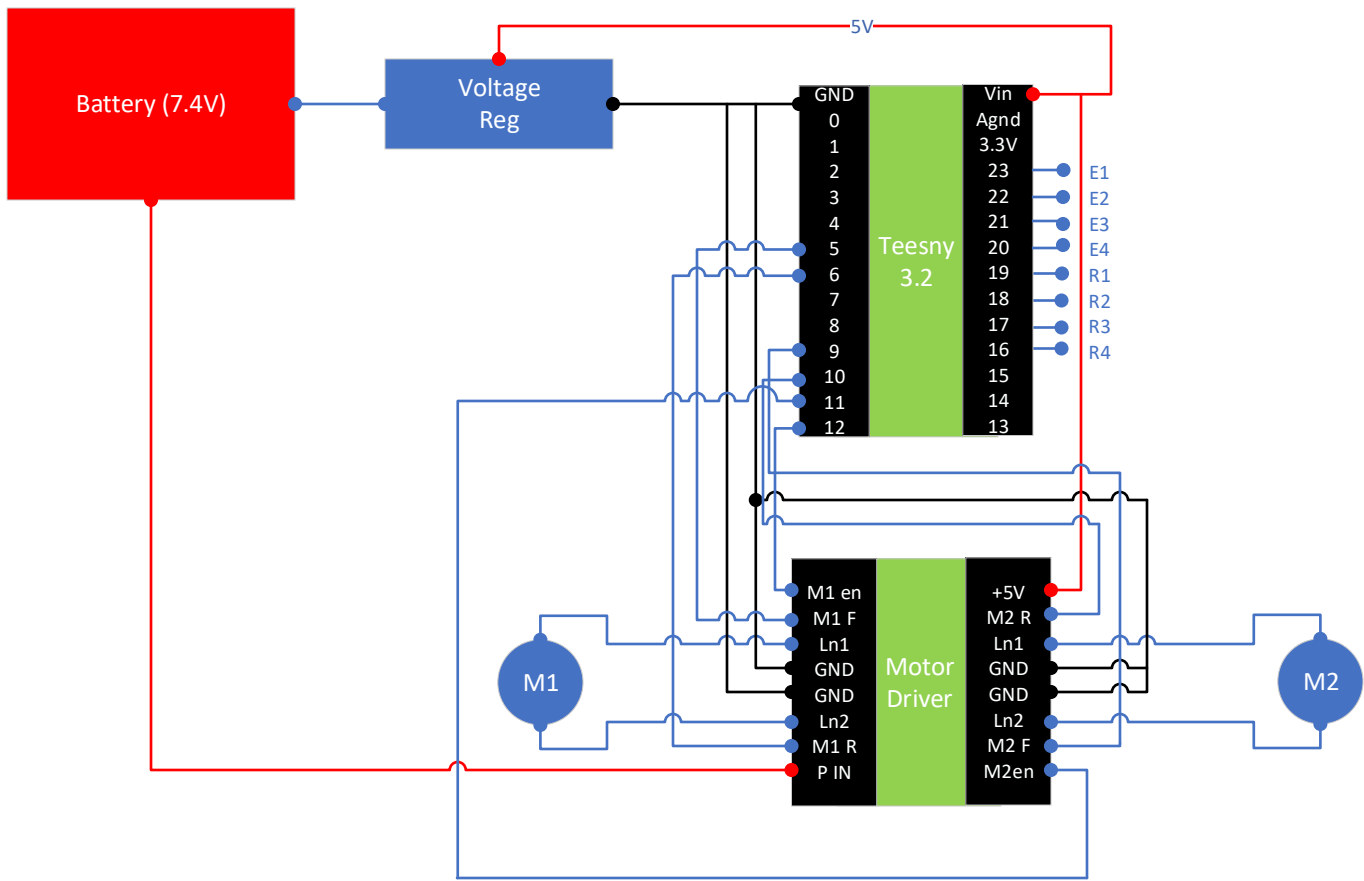 5V
Battery (7.4V)
Voltage
Reg
GND
0
1
2
3
4
5
6
7
8
9
10
11
12
Teesny
3.2
Vin
Agnd
3.3V
23
22
21
20
19
18
17
16
15
14
13
E1
E2
E3
E4
R1
R2
R3
R4
M1
M1 en
M1 F
Ln1
GND
GND
Ln2
M1 R
P IN
Motor
Driver
+5V
M2 R
Ln1
GND
GND
Ln2
M2 F
M2en
M2